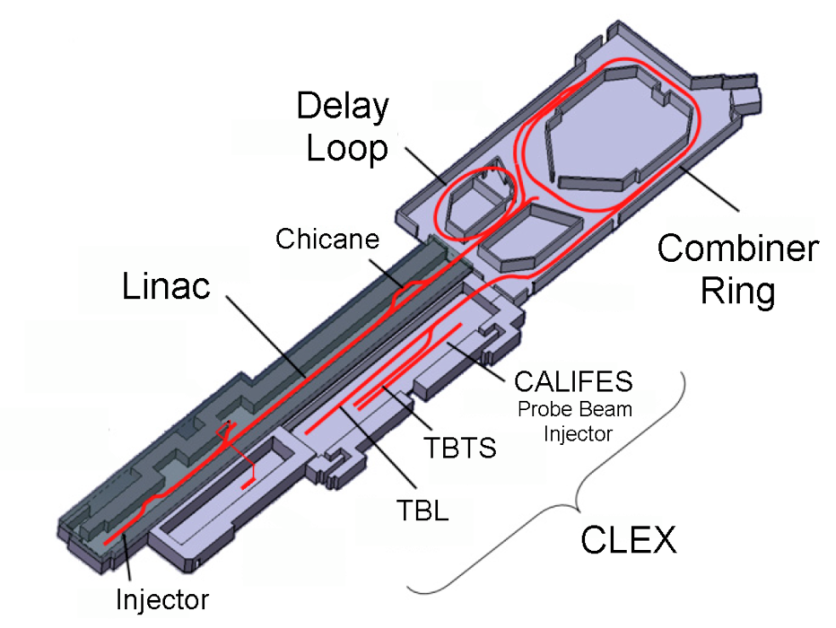 Delay
Loop
Chicane
Linac
Combiner
Ring
CALIFES
Probe Beam
Injector
TBTS
TBL
CLEX
Injector